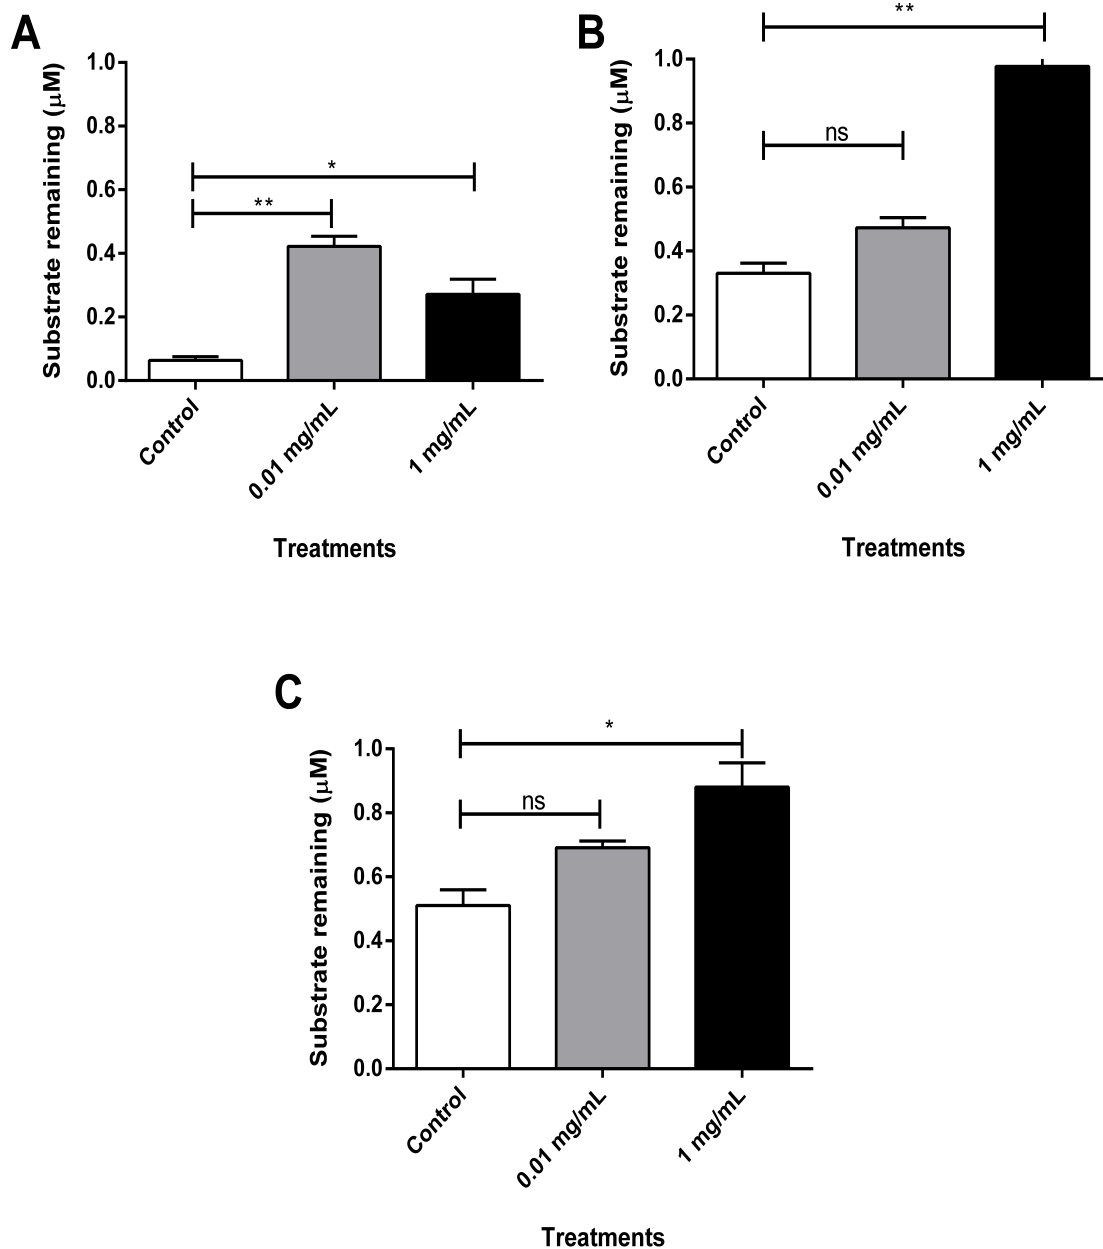 A
Substrate remaining (μM)
1.0
0.8
0.6
0.4
0.2
0.0
*
**
Control
0.01 mg/mL
1 mg/mL
Treatments
B
Substrate remaining (μM)
1.0
0.8
0.6
0.4
0.2
0.0
**
ns
Control
0.01 mg/mL
1 mg/mL
Treatments
C
Substrate remaining (μM)
1.0
0.8
0.6
0.4
0.2
0.0
*
ns
Control
0.01 mg/mL
1 mg/mL
Treatments